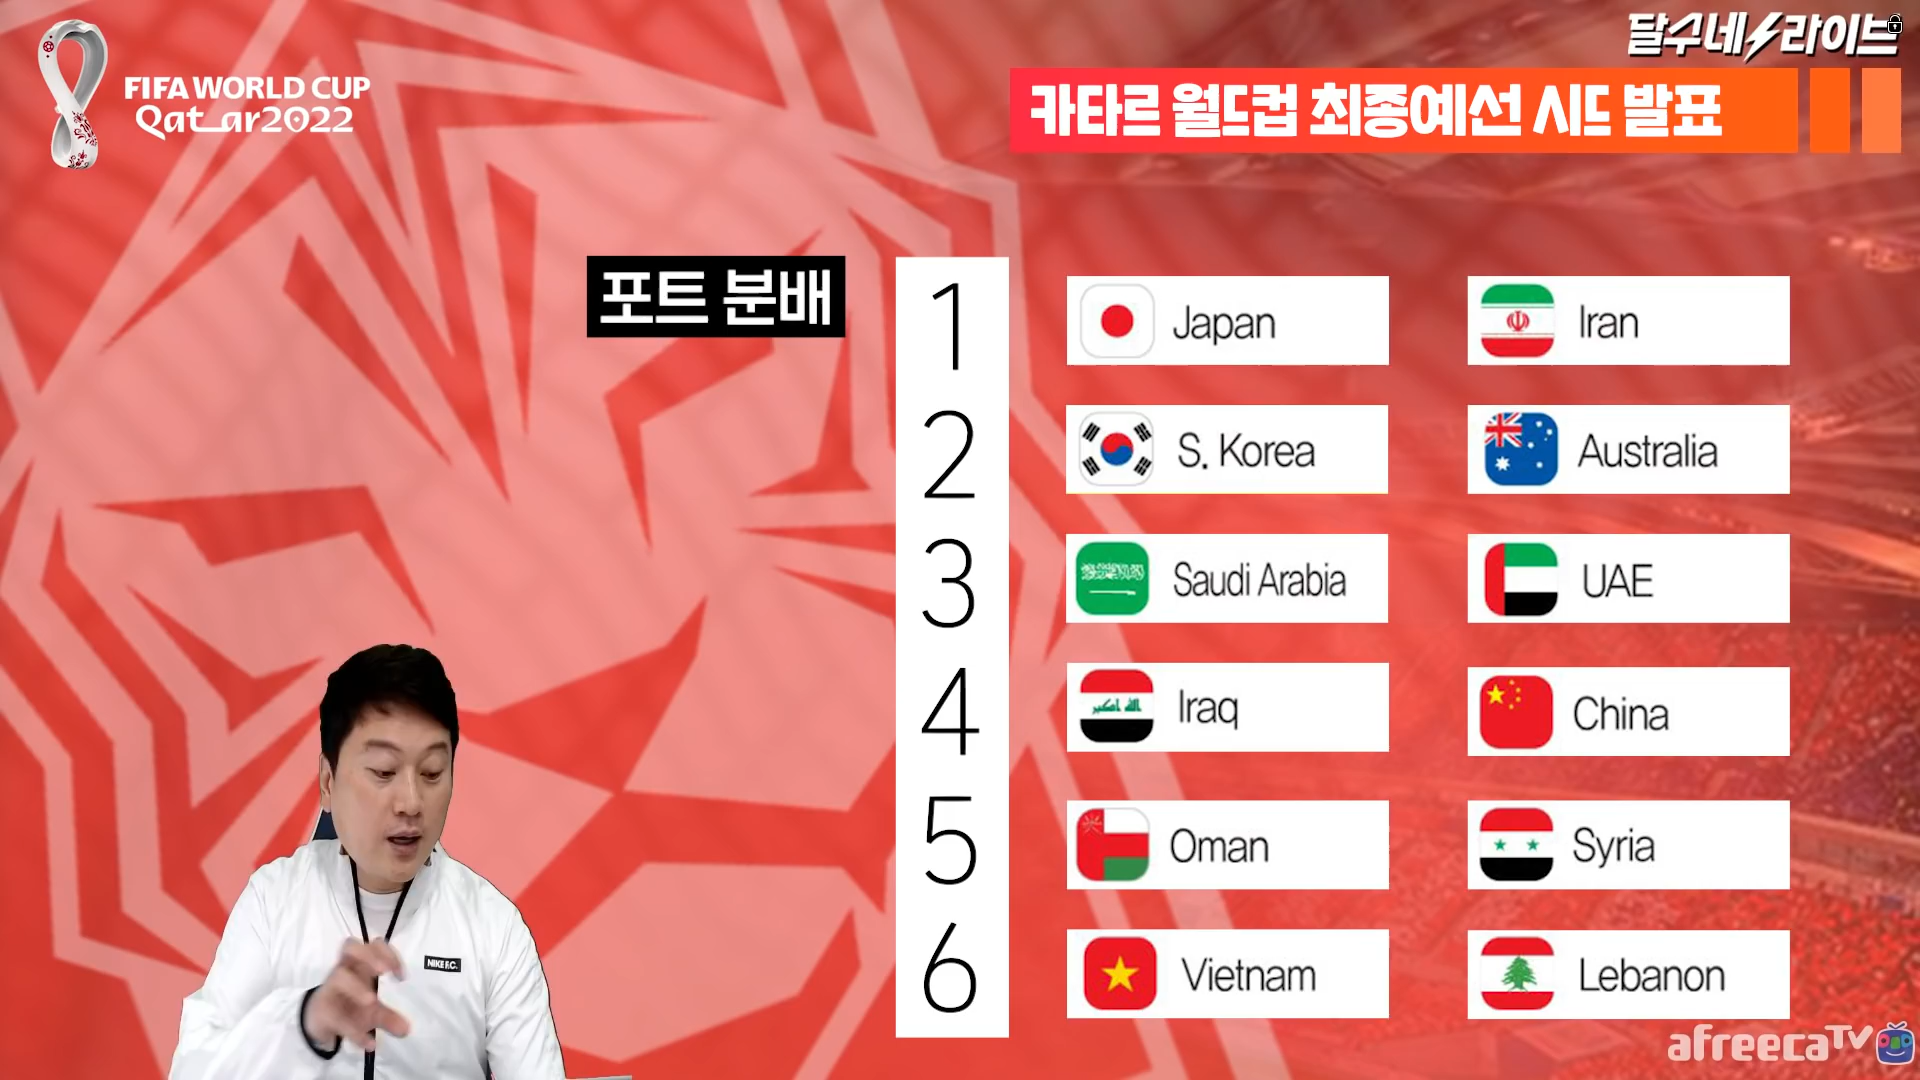 달수네라이브
FIFA WORLD CUP
Qatar2022
카타르 월드컵 최종예선 시드 발표
포트 분배
1
Japan
Iran
2
S. Korea
Australia
3
Saudi Arabia
UAE
4
Iraq
China
5
Oman
Syria
6
Vietnam
Lebanon
NIKE F.C.
afreecaTV